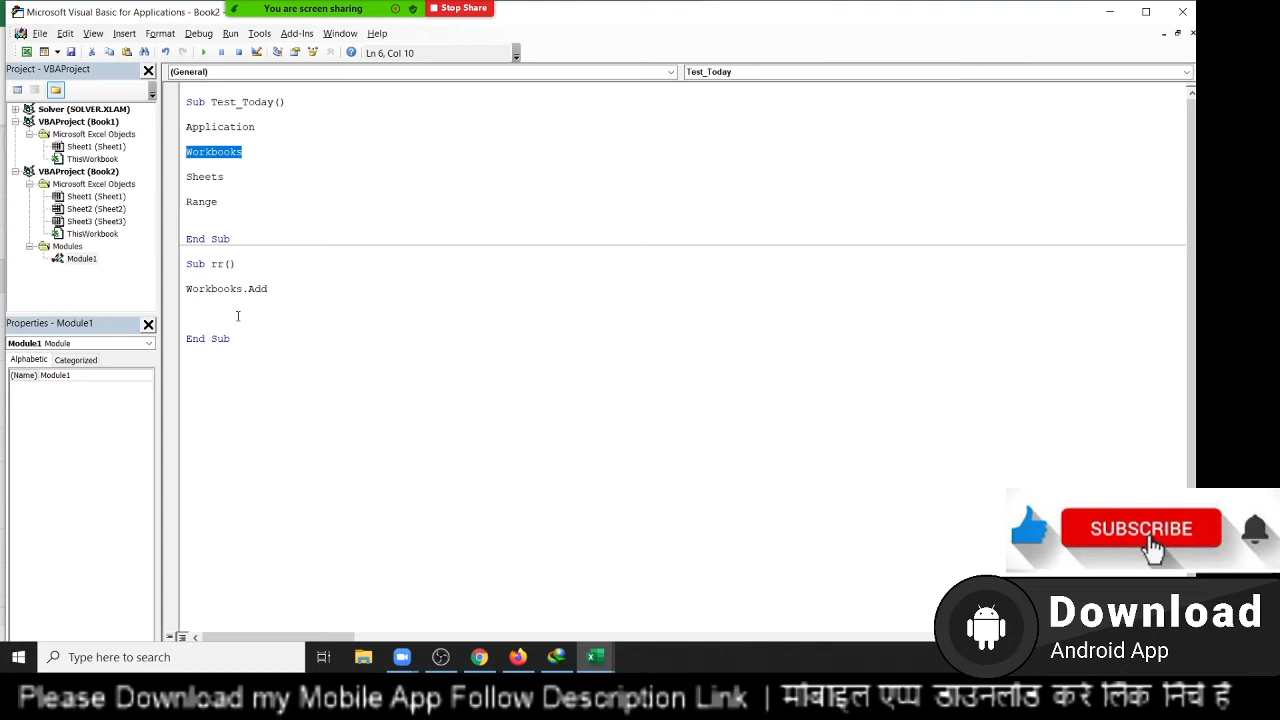 Microsoft Visual Basic for Applications - Book2
You are screen sharing
Stop Share
File Edit View Insert Format Debug Run Tools Add-Ins Window Help
Ln 6, Col 10
Project - VBAProject
(General)
Test_Today
Solver (SOLVER.XLAM)
VBAProject (Book1)
Microsoft Excel Objects
Sheet1 (Sheet1)
ThisWorkbook
VBAProject (Book2)
Microsoft Excel Objects
Sheet1 (Sheet1)
Sheet2 (Sheet2)
Sheet3 (Sheet3)
ThisWorkbook
Modules
Module1
Sub Test_Today()
Application
Workbooks
Sheets
Range
End Sub
Sub rr()
Workbooks.Add
End Sub
Properties - Module1
Module1 Module
Alphabetic Categorized
(Name) Module1
SUBSCRIBE
Download
Android App
Type here to search
Please Download my Mobile App Follow Description Link | मोबाइल एप्प डाउनलोड करे लिंक निचे है